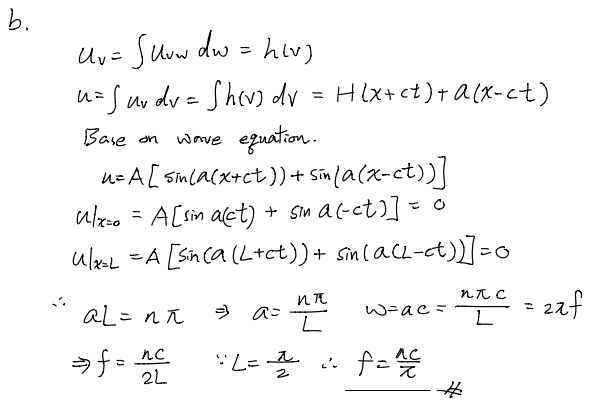 b.
u_v = ∫ u_vw dw = h(v)
u = ∫ u_v dv = ∫ h(v) dv = H(x+ct) + a(x-ct)
Base on wave equation.
u = A [ sin(a(x+ct)) + sin(a(x-ct)) ]
u|x=0 = A [sin a(ct) + sin a(-ct)] = 0
u|x=L = A [sin(a(L+ct)) + sin(a(L-ct))] = 0
∴ aL = nπ ⇒ a = nπ/L w = ac = nπc/L = 2πf
⇒ f = nc/2L ∵ L = π/2 ∴ f = nc/π #